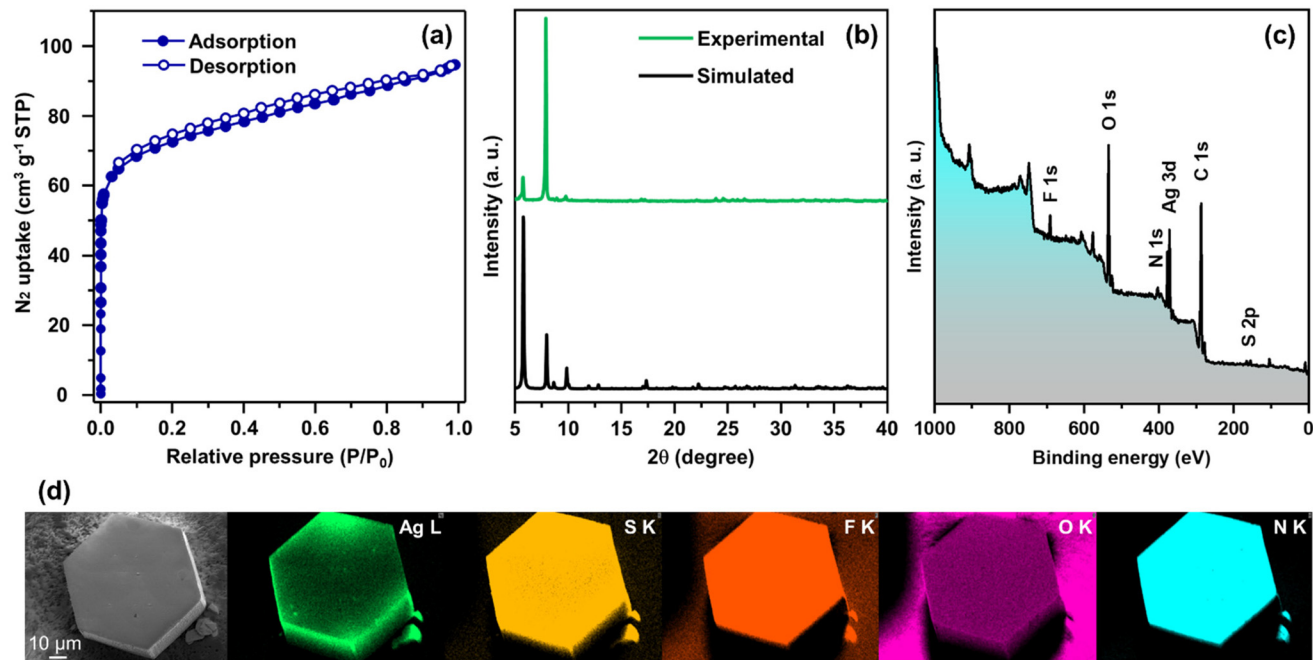 (a)
Adsorption
Desorption
N₂ uptake (cm³ g⁻¹ STP)
100
80
60
40
20
0
0.0 0.2 0.4 0.6 0.8 1.0
Relative pressure (P/P₀)
(b)
Experimental
Simulated
Intensity (a. u.)
5 10 15 20 25 30 35 40
2θ (degree)
(c)
Intensity (a. u.)
F 1s
O 1s
N 1s
Ag 3d
C 1s
S 2p
1000 800 600 400 200 0
Binding energy (eV)
(d)
10 µm
Ag L
S K
F K
O K
N K